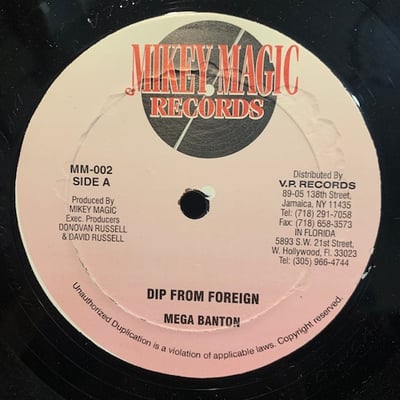 MIKEY MAGIC
RECORDS
MM-002
SIDE A
Produced By
MIKEY MAGIC
Exec. Producers
DONOVAN RUSSELL
& DAVID RUSSELL
Distributed By
V.P. RECORDS
89-05 138th Street,
Jamaica, NY 11435
Tel: (718) 291-7058
Fax: (718) 658-3573
IN FLORIDA
5893 S.W. 21st Street,
W. Hollywood, Fl. 33023
Tel: (305) 966-4744
DIP FROM FOREIGN
MEGA BANTON
Unauthorized Duplication is a violation of applicable laws. Copyright reserved.